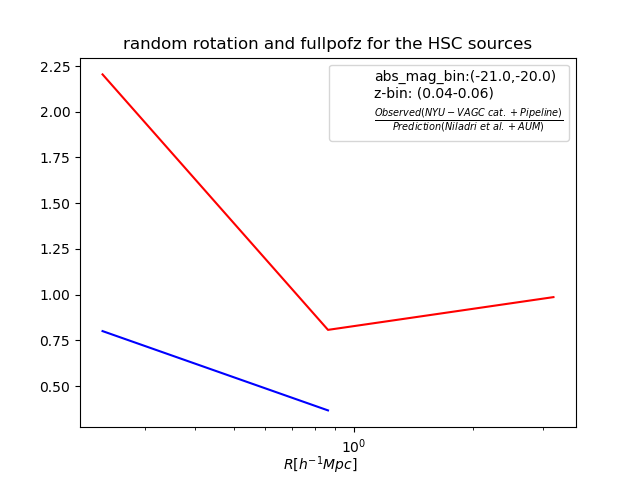 random rotation and fullpofz for the HSC sources
abs_mag_bin:(-21.0,-20.0)
z-bin: (0.04-0.06)
Observed(NYU − VAGC cat. + Pipeline)
Prediction(Niladri et al. + AUM)
2.25
2.00
1.75
1.50
1.25
1.00
0.75
0.50
10⁰
R[h⁻¹Mpc]